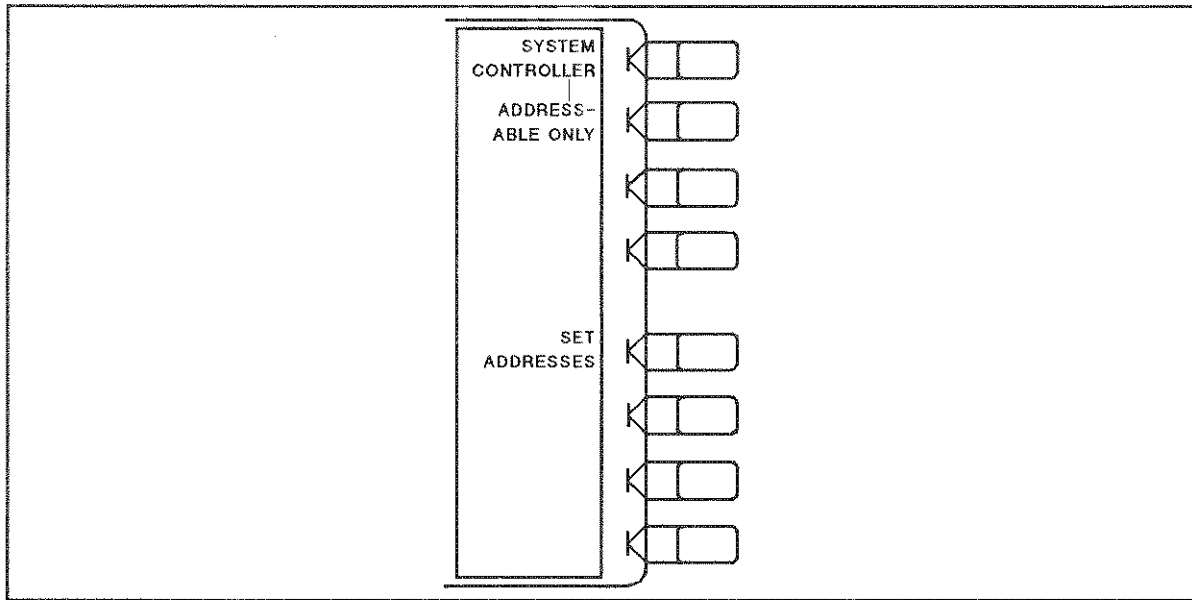 SYSTEM
CONTROLLER
ADDRESS-
ABLE ONLY
SET
ADDRESSES